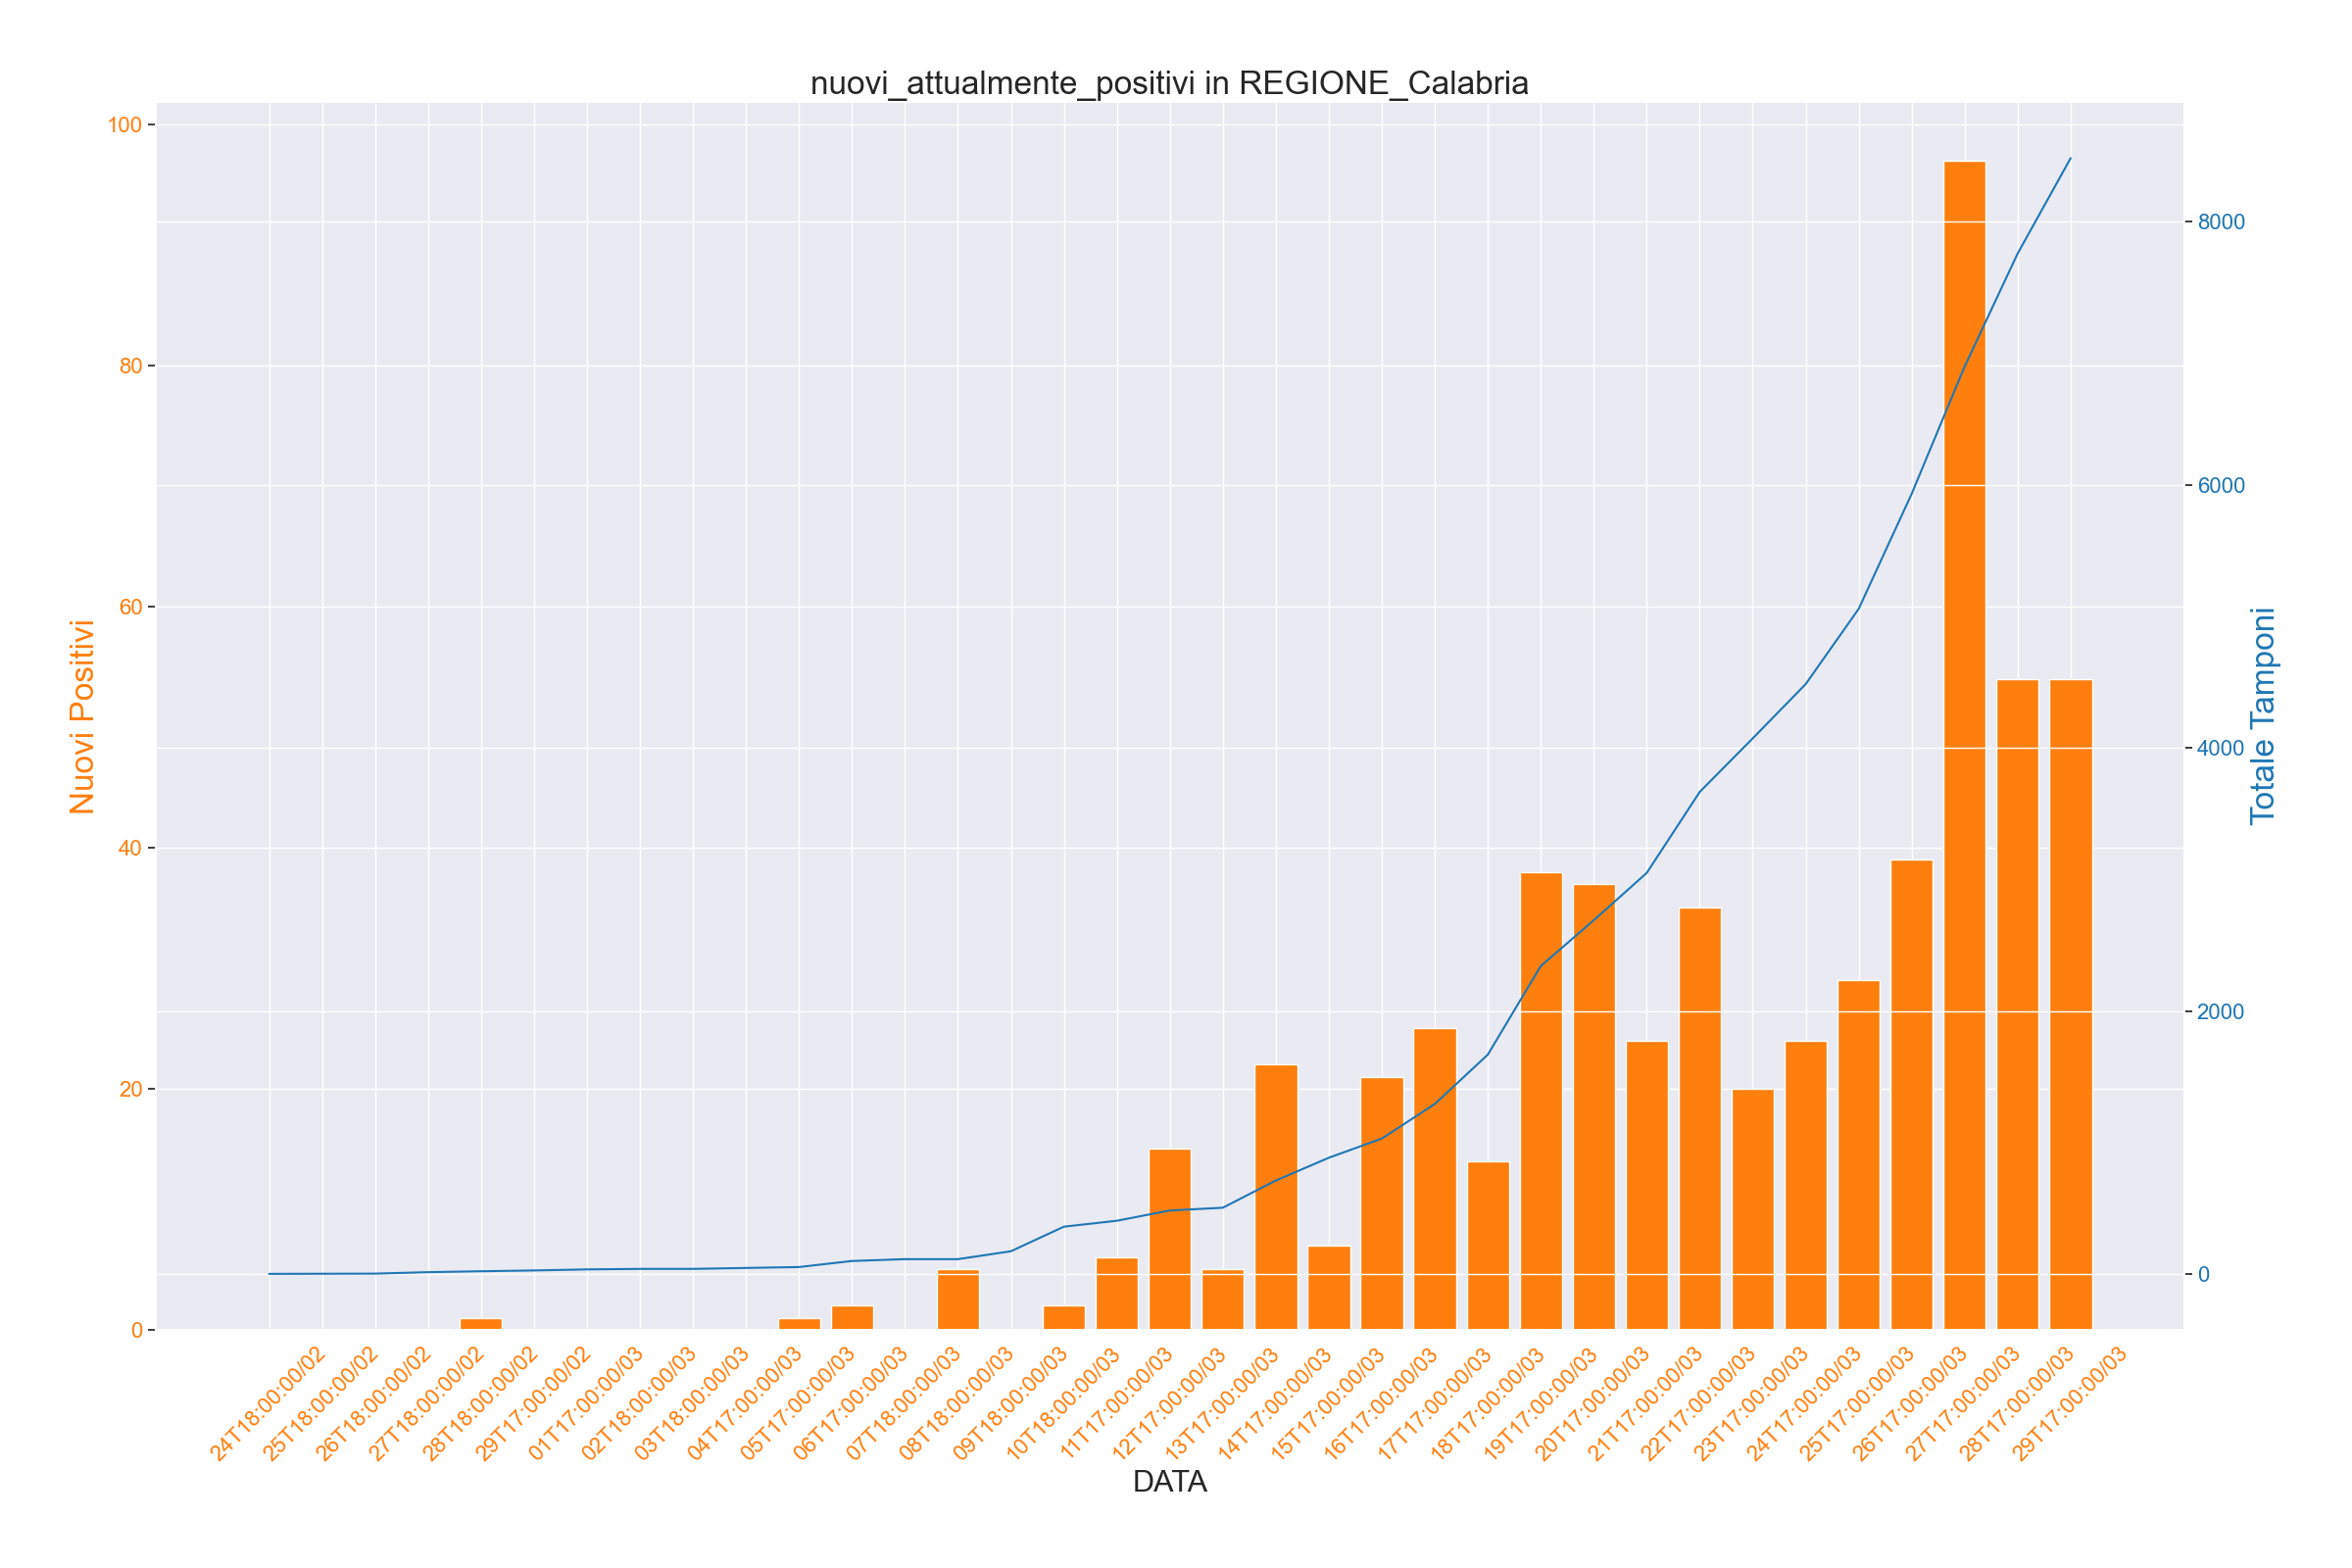 nuovi_attualmente_positivi in REGIONE_Calabria
100
80
60
40
20
0
Nuovi Positivi
8000
6000
4000
2000
0
Totale Tamponi
24T18:00:00/02
25T18:00:00/02
26T18:00:00/02
27T18:00:00/02
28T18:00:00/02
29T17:00:00/02
01T17:00:00/03
02T18:00:00/03
03T18:00:00/03
04T17:00:00/03
05T17:00:00/03
06T17:00:00/03
07T18:00:00/03
08T18:00:00/03
09T18:00:00/03
10T18:00:00/03
11T17:00:00/03
12T17:00:00/03
13T17:00:00/03
14T17:00:00/03
15T17:00:00/03
16T17:00:00/03
17T17:00:00/03
18T17:00:00/03
19T17:00:00/03
20T17:00:00/03
21T17:00:00/03
22T17:00:00/03
23T17:00:00/03
24T17:00:00/03
25T17:00:00/03
26T17:00:00/03
27T17:00:00/03
28T17:00:00/03
29T17:00:00/03
DATA